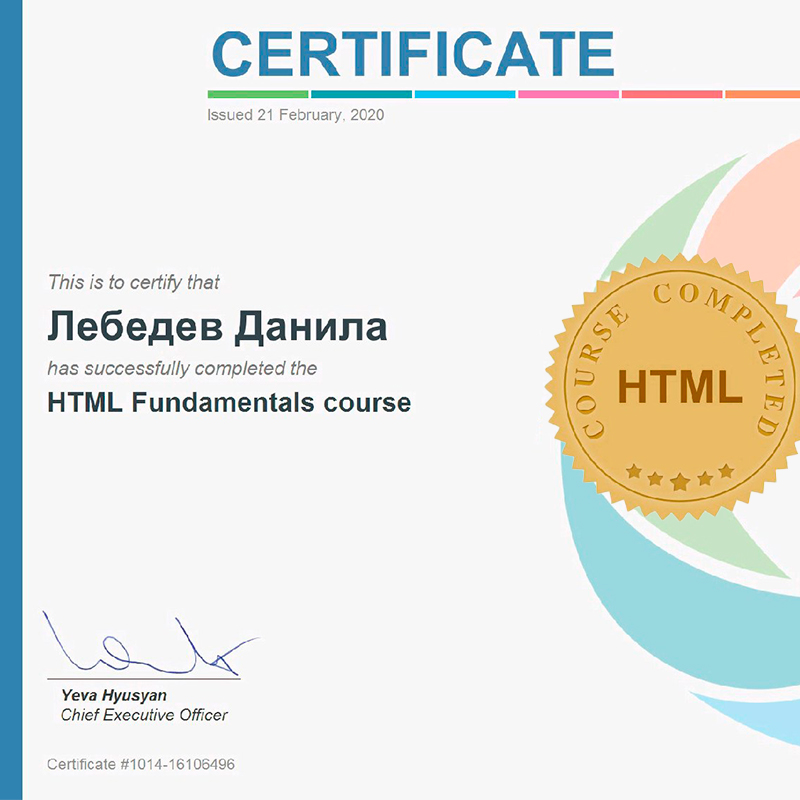 CERTIFICATE
Issued 21 February, 2020
This is to certify that
Лебедев Данила
has successfully completed the
HTML Fundamentals course
COURSE COMPLETED
HTML
Yeva Hyusyan
Chief Executive Officer
Certificate #1014-16106496